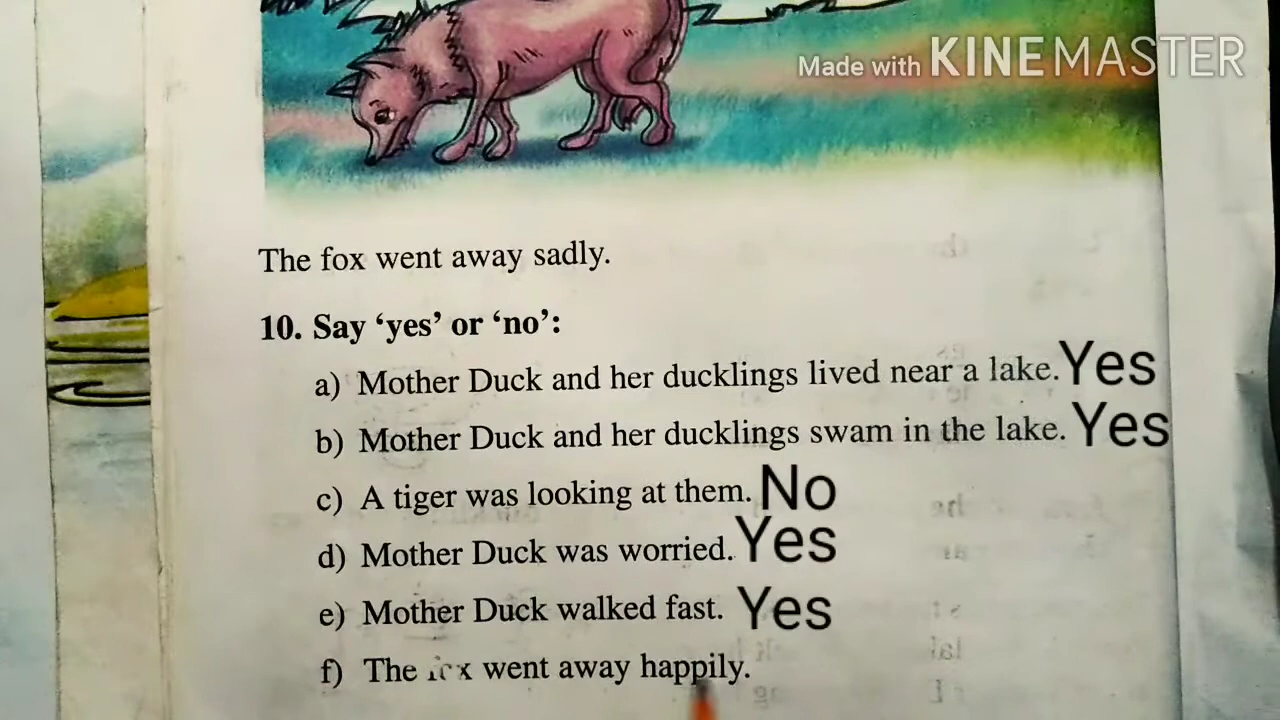 Made with KINEMASTER
The fox went away sadly.
10. Say ‘yes’ or ‘no’:
a) Mother Duck and her ducklings lived near a lake. Yes
b) Mother Duck and her ducklings swam in the lake. Yes
c) A tiger was looking at them. No
d) Mother Duck was worried. Yes
e) Mother Duck walked fast. Yes
f) The fox went away happily.